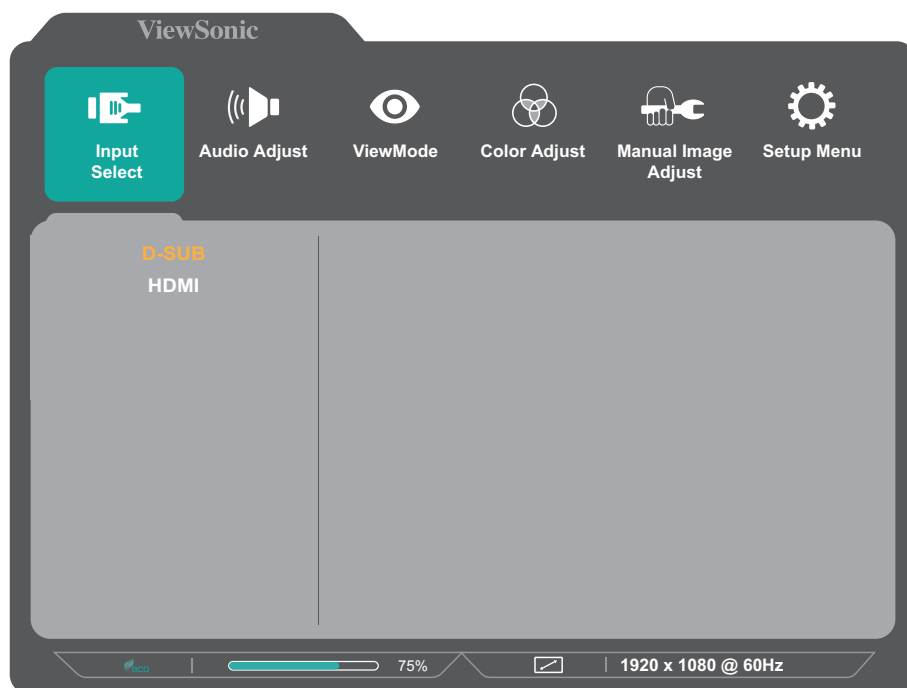 ViewSonic
Input
Select
Audio Adjust
ViewMode
Color Adjust
Manual Image
Adjust
Setup Menu
D-SUB
HDMI
75%
1920 x 1080 @ 60Hz